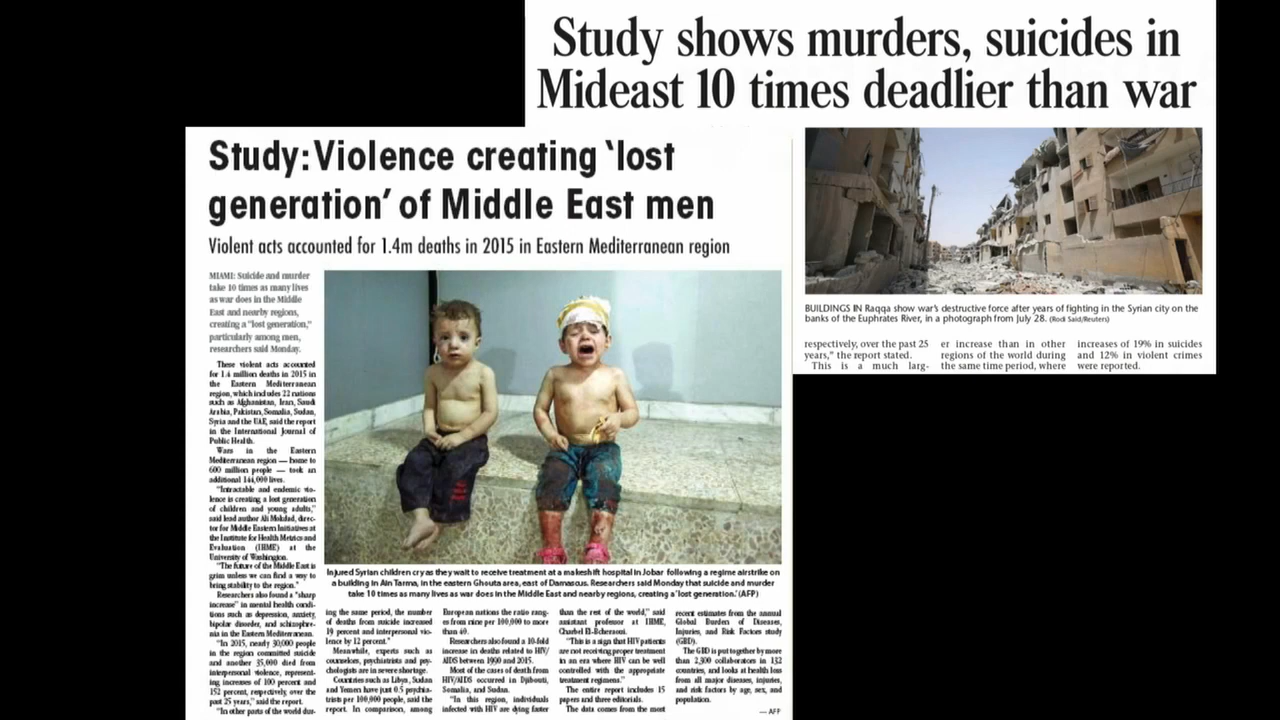 Study shows murders, suicides in
Mideast 10 times deadlier than war
BUILDINGS IN Raqqa show war's destructive force after years of fighting in the Syrian city on the
banks of the Euphrates River, in a photograph from July 28. (Rodi Said/Reuters)
respectively, over the past 25
years," the report stated.
This is a much larg-
er increase than in other
regions of the world during
the same time period, where
increases of 19% in suicides
and 12% in violent crimes
were reported.
Study: Violence creating 'lost
generation' of Middle East men
Violent acts accounted for 1.4m deaths in 2015 in Eastern Mediterranean region
MIAMI: Suicide and murder
take 10 times as many lives
as war does in the Middle
East and nearby regions,
creating a "lost generation,"
particularly among men,
researchers said Monday.
These violent acts accounted
for 1.4 million deaths in 2015 in
the Eastern Mediterranean
region, which includes 22 nations
such as Afghanistan, Iran, Saudi
Arabia, Pakistan, Somalia, Sudan,
Syria and the UAE, said the report
in the International Journal of
Public Health.
Wars in the Eastern
Mediterranean region — home to
600 million people — took an
additional 144,000 lives.
"Intractable and endemic vio-
lence is creating a lost generation
of children and young adults,"
said lead author Ali Mokdad, direc-
tor for Middle Eastern Initiatives at
the Institute for Health Metrics and
Evaluation (IHME) at the
University of Washington.
"The future of the Middle East is
grim unless we can find a way to
bring stability to the region."
Researchers also found a "sharp
increase" in mental health condi-
tions such as depression, anxiety,
bipolar disorder, and schizophre-
nia in the Eastern Mediterranean.
"In 2015, nearly 30,000 people
in the region committed suicide
and another 35,000 died from
interpersonal violence, represent-
ing increases of 100 percent and
152 percent, respectively, over the
past 25 years," said the report.
"In other parts of the world dur-
Injured Syrian children cry as they wait to receive treatment at a makeshift hospital in Jobar following a regime airstrike on
a building in Ain Tarma, in the eastern Ghouta area, east of Damascus. Researchers said Monday that suicide and murder
take 10 times as many lives as war does in the Middle East and nearby regions, creating a 'lost generation.' (AFP)
ing the same period, the number
of deaths from suicide increased
19 percent and interpersonal vio-
lence by 12 percent."
Meanwhile, experts such as
counselors, psychiatrists and psy-
chologists are in severe shortage.
Countries such as Libya, Sudan
and Yemen have just 0.5 psychia-
trists per 100,000 people, said the
report. In comparison, among
European nations the ratio rang-
es from nine per 100,000 to more
than 40.
Researchers also found a 10-fold
increase in deaths related to HIV/
AIDS between 1990 and 2015.
Most of the cases of death from
HIV/AIDS occurred in Djibouti,
Somalia, and Sudan.
"In this region, individuals
infected with HIV are dying faster
than the rest of the world," said
assistant professor at IHME,
Charbel El-Bcheraoui.
"This is a sign that HIV patients
are not receiving proper treatment
in an era where HIV can be well
controlled with the appropriate
treatment regimens."
The entire report includes 15
papers and three editorials.
The data comes from the most
recent estimates from the annual
Global Burden of Diseases,
Injuries, and Risk Factors study
(GBD).
The GBD is put together by more
than 2,300 collaborators in 132
countries, and looks at health loss
from all major diseases, injuries,
and risk factors by age, sex, and
population.
— AFP